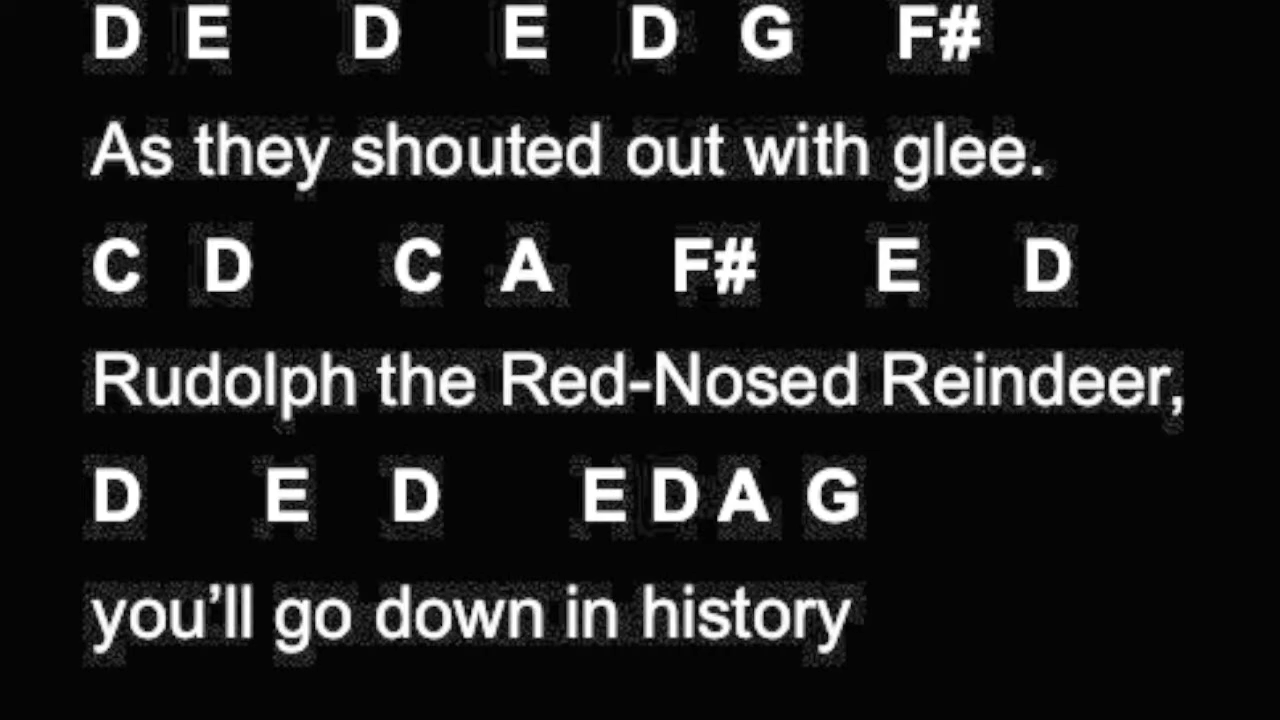 D E D E D G F#
As they shouted out with glee.
C D C A F# E D
Rudolph the Red-Nosed Reindeer,
D E D E D A G
you’ll go down in history